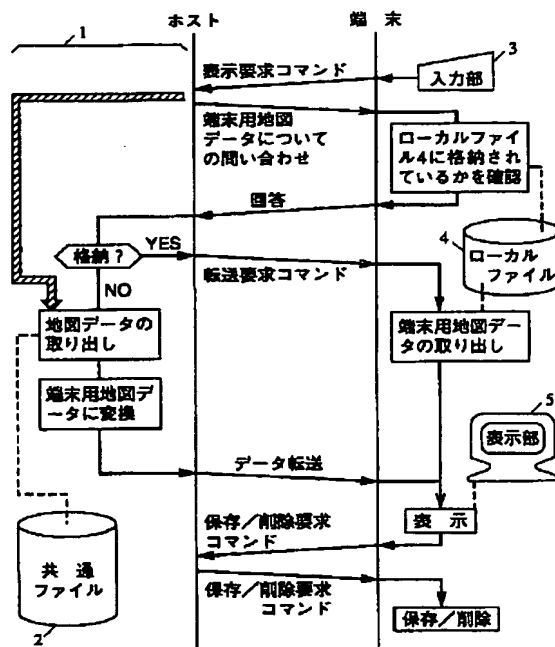 ホスト
端末
1
3
表示要求コマンド
入力部
端末用地図
データについて
の問い合わせ
ローカルファイ
ル4に格納され
ているかを確認
回答
4
ローカル
ファイル
格納?
YES
転送要求コマンド
NO
地図データの
取り出し
端末用地図デー
タの取り出し
端末用地図デ
ータに変換
5
表示部
データ転送
表示
保存/削除要求
コマンド
共通
ファイル
2
保存/削除要求
コマンド
保存/削除